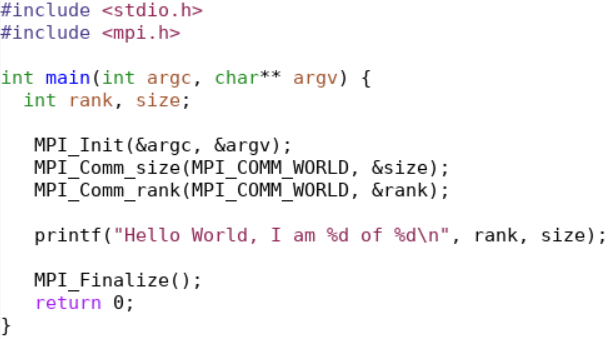 #include <stdio.h>
#include <mpi.h>

int main(int argc, char** argv) {
  int rank, size;

   MPI_Init(&argc, &argv);
   MPI_Comm_size(MPI_COMM_WORLD, &size);
   MPI_Comm_rank(MPI_COMM_WORLD, &rank);

   printf("Hello World, I am %d of %d\n", rank, size);

   MPI_Finalize();
   return 0;
}